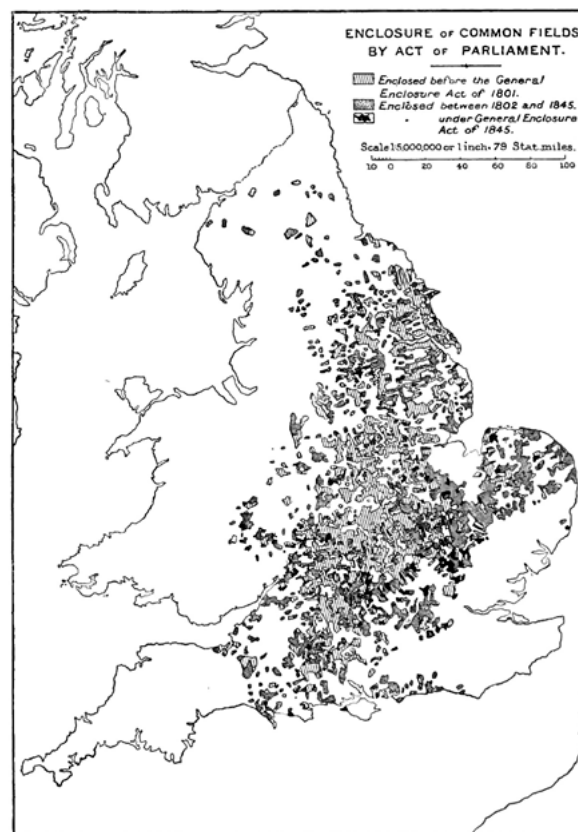 ENCLOSURE OF COMMON FIELDS
BY ACT OF PARLIAMENT.
Enclosed before the General
Enclosure Act of 1801.
Enclosed between 1802 and 1845.
" under General Enclosure
Act of 1845.
Scale 1:5,000,000 or 1 inch = 79 Stat. miles.
10 0 20 40 60 80 100